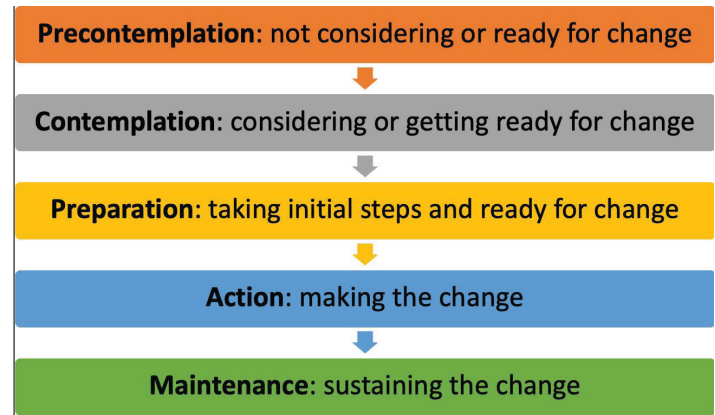 Precontemplation: not considering or ready for change
Contemplation: considering or getting ready for change
Preparation: taking initial steps and ready for change
Action: making the change
Maintenance: sustaining the change